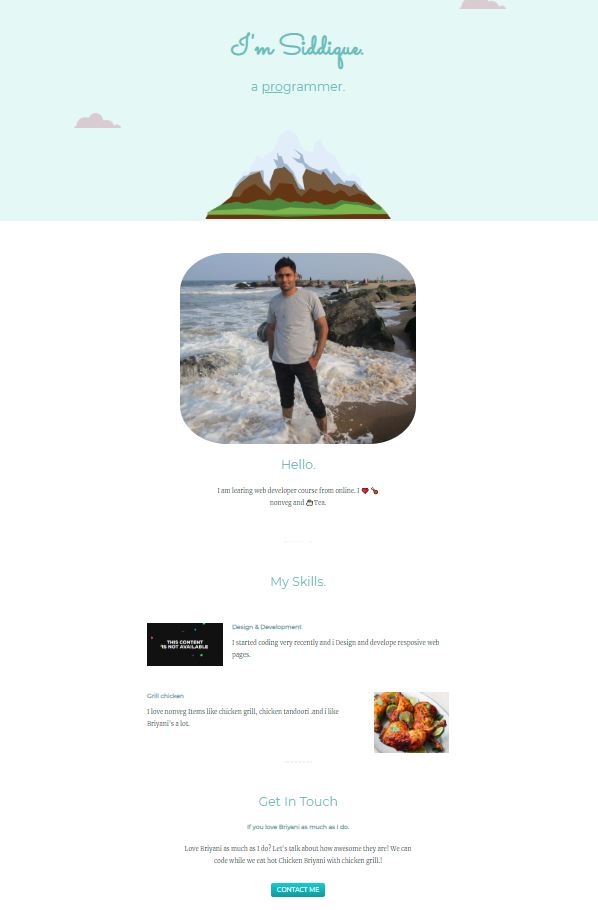 I'm Siddique.
a programmer.
Hello.
I am learing web developer course from online. I ❤ 🍗
nonveg and ☕Tea.
My Skills.
THIS CONTENT
IS NOT AVAILABLE
Design & Development
I started coding very recently and i Design and develope resposive web
pages.
Grill chicken
I love nonveg Items like chicken grill, chicken tandoori .and i like
Briyani's a lot.
Get In Touch
If you love Briyani as much as I do.
Love Briyani as much as I do? Let's talk about how awesome they are! We can
code while we eat hot Chicken Briyani with chicken grill.!
CONTACT ME